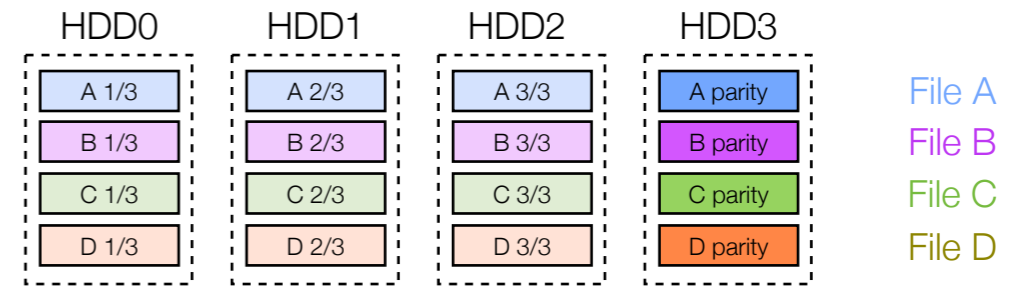 HDD0 HDD1 HDD2 HDD3
A 1/3 A 2/3 A 3/3 A parity File A
B 1/3 B 2/3 B 3/3 B parity File B
C 1/3 C 2/3 C 3/3 C parity File C
D 1/3 D 2/3 D 3/3 D parity File D